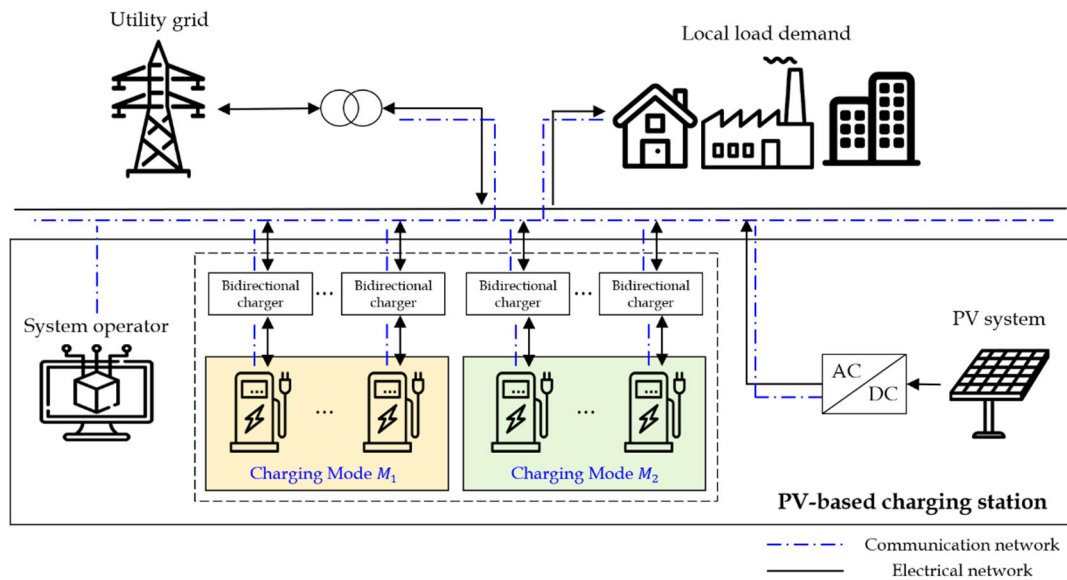 Utility grid
Local load demand
Bidirectional
charger
...
Bidirectional
charger
Bidirectional
charger
...
Bidirectional
charger
System operator
PV system
AC
DC
...
...
Charging Mode M₁
Charging Mode M₂
PV-based charging station
Communication network
Electrical network